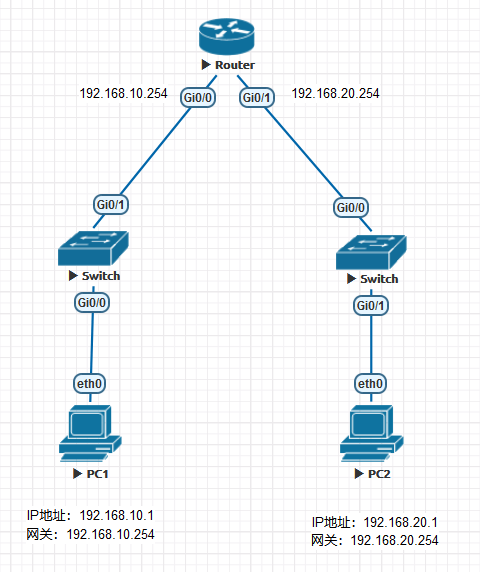 ▶ Router
192.168.10.254
Gi0/0
Gi0/1
192.168.20.254
Gi0/1
Gi0/0
▶ Switch
▶ Switch
Gi0/0
Gi0/1
eth0
eth0
▶ PC1
▶ PC2
IP地址：192.168.10.1
网关：192.168.10.254
IP地址：192.168.20.1
网关：192.168.20.254